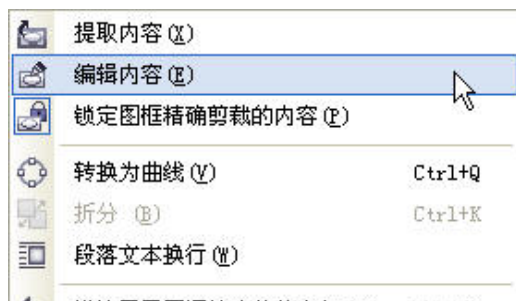 提取内容(X)
编辑内容(E)
锁定图框精确剪裁的内容(P)
转换为曲线(V) Ctrl+Q
折分 (B) Ctrl+K
段落文本换行(W)